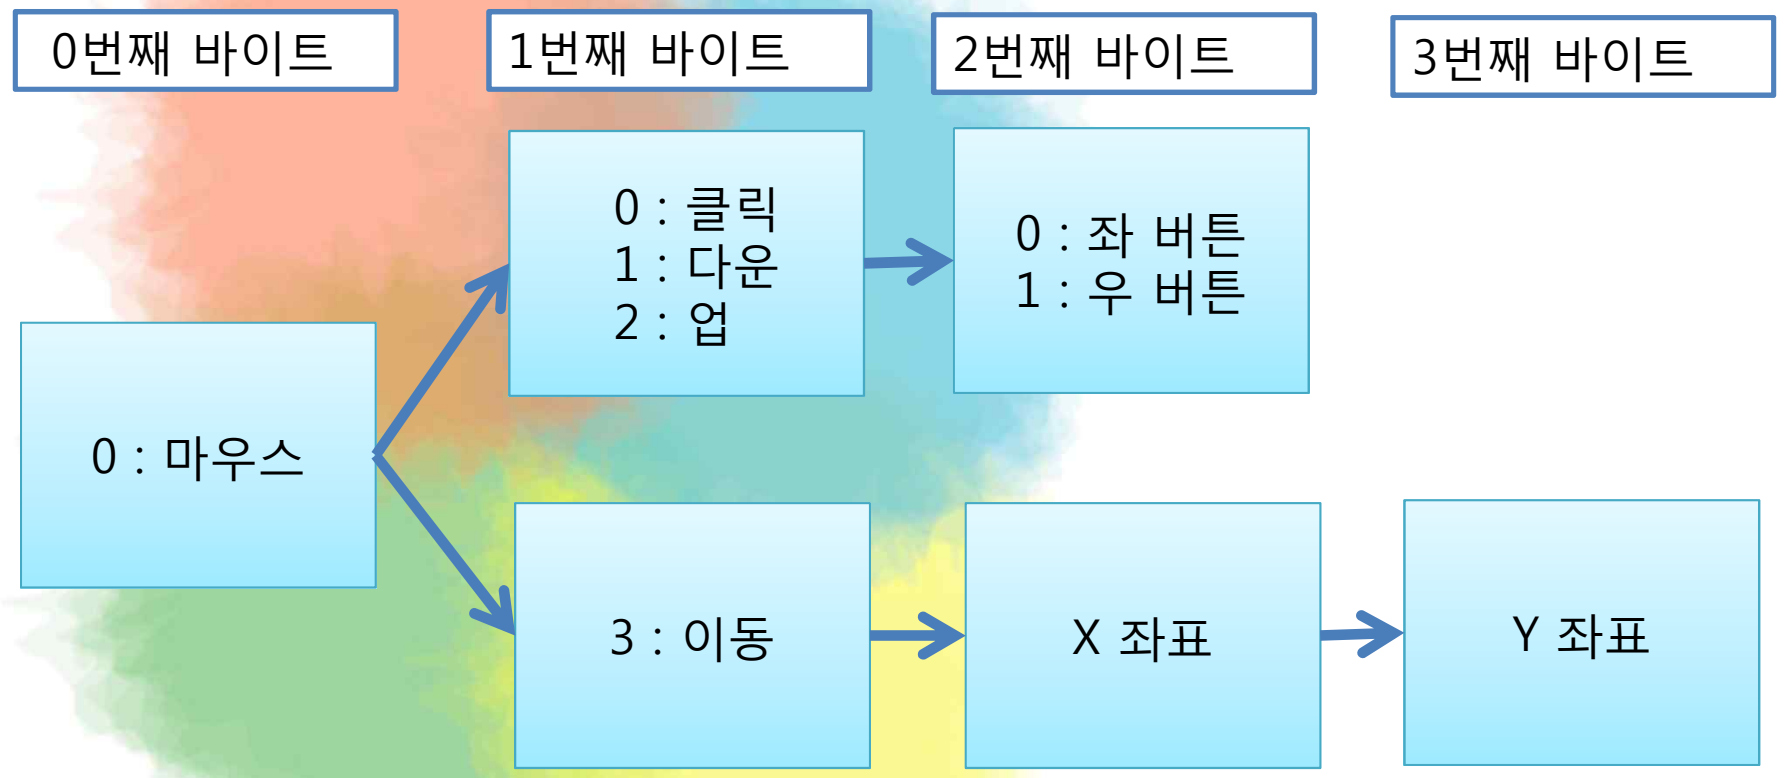 0번째 바이트
1번째 바이트
2번째 바이트
3번째 바이트
0 : 마우스
0 : 클릭
1 : 다운
2 : 업
0 : 좌 버튼
1 : 우 버튼
3 : 이동
X 좌표
Y 좌표